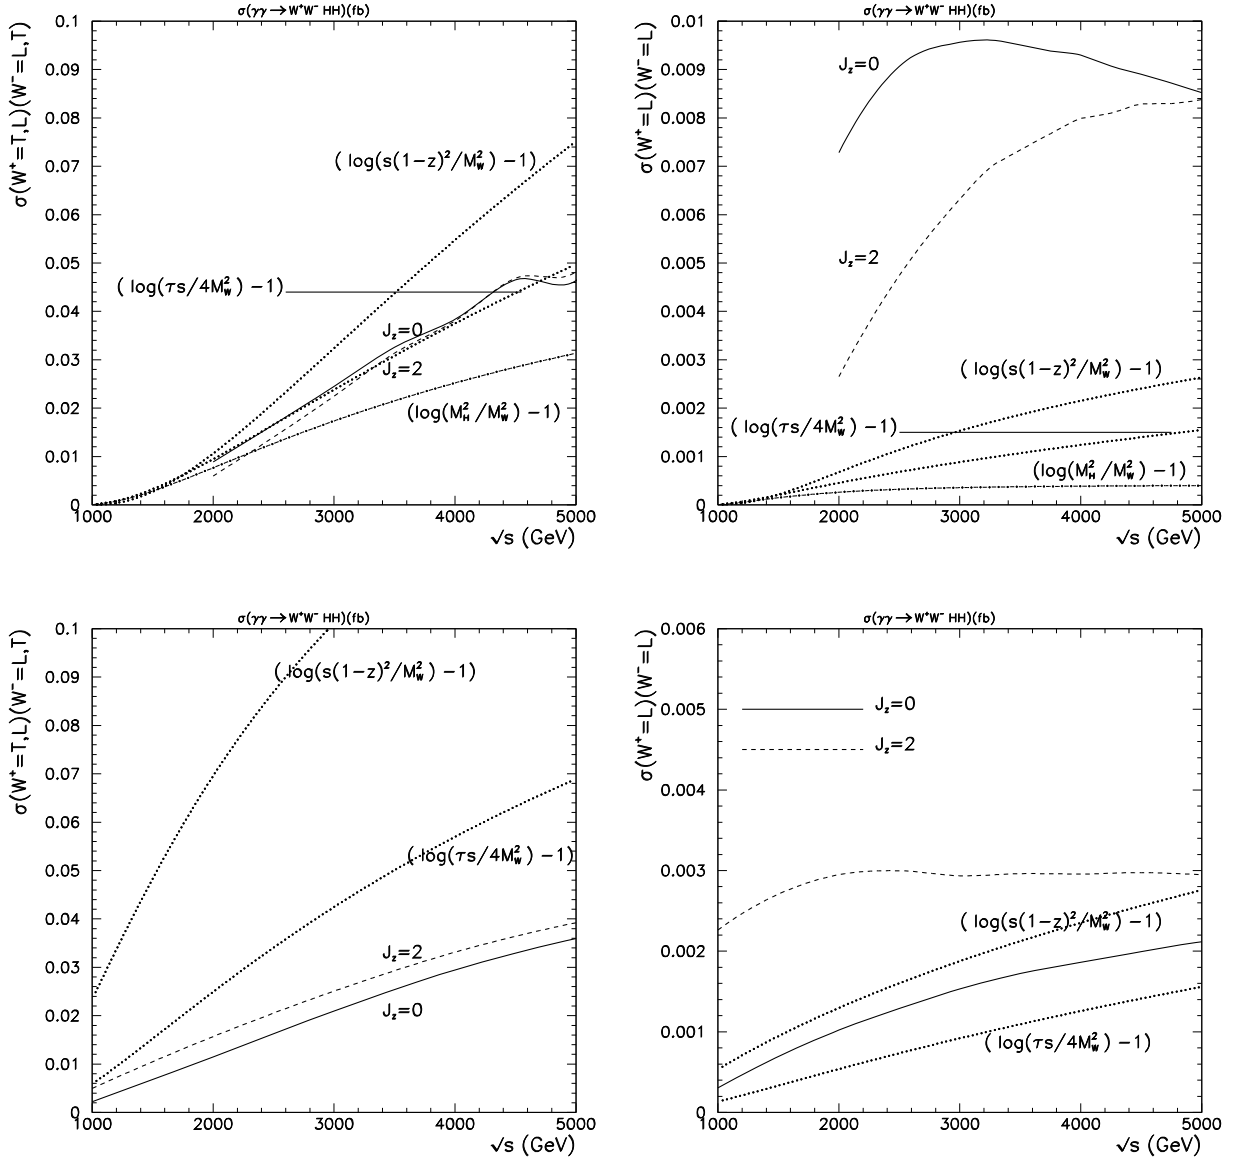 σ(γγ → W⁺W⁻ HH)(fb)
σ(W⁺=T,L)(W⁻=L,T)
0.1
0.09
0.08
0.07
0.06
0.05
0.04
0.03
0.02
0.01
0
( log(s(1−z)²/M²_W) −1)
( log(τs/4M²_W) −1)
J_z=0
J_z=2
(log(M²_H/M²_W) −1)
1000 2000 3000 4000 5000
√s (GeV)
σ(γγ → W⁺W⁻ HH)(fb)
σ(W⁺=L)(W⁻=L)
0.01
0.009
0.008
0.007
0.006
0.005
0.004
0.003
0.002
0.001
0
J_z=0
J_z=2
( log(s(1−z)²/M²_W) −1)
( log(τs/4M²_W) −1)
(log(M²_H/M²_W) −1)
1000 2000 3000 4000 5000
√s (GeV)
σ(γγ → W⁺W⁻ HH)(fb)
σ(W⁺=T,L)(W⁻=L,T)
0.1
0.09
0.08
0.07
0.06
0.05
0.04
0.03
0.02
0.01
0
( log(s(1−z)²/M²_W) −1)
( log(τs/4M²_W) −1)
J_z=2
J_z=0
1000 2000 3000 4000 5000
√s (GeV)
σ(γγ → W⁺W⁻ HH)(fb)
σ(W⁺=L)(W⁻=L)
0.006
0.005
0.004
0.003
0.002
0.001
0
J_z=0
J_z=2
( log(s(1−z)²/M²_W) −1)
( log(τs/4M²_W) −1)
1000 2000 3000 4000 5000
√s (GeV)